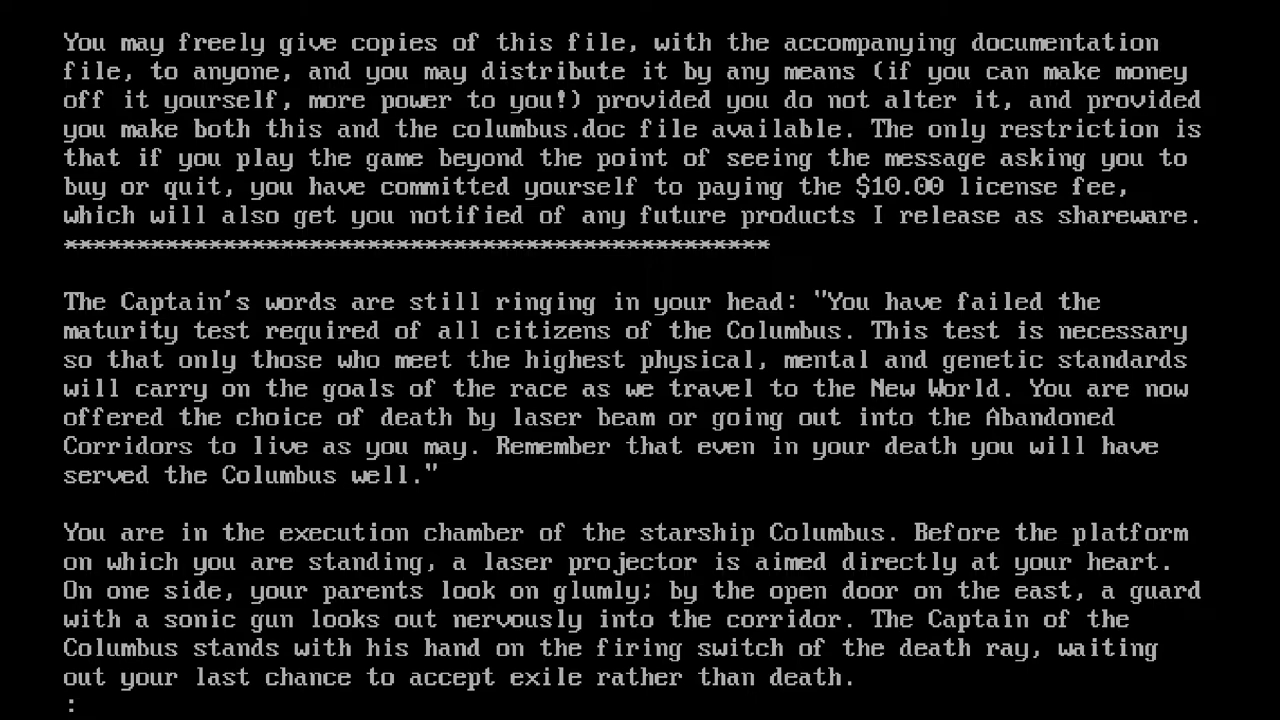 You may freely give copies of this file, with the accompanying documentation
file, to anyone, and you may distribute it by any means (if you can make money
off it yourself, more power to you!) provided you do not alter it, and provided
you make both this and the columbus.doc file available. The only restriction is
that if you play the game beyond the point of seeing the message asking you to
buy or quit, you have committed yourself to paying the $10.00 license fee,
which will also get you notified of any future products I release as shareware.
*************************************************

The Captain's words are still ringing in your head: "You have failed the
maturity test required of all citizens of the Columbus. This test is necessary
so that only those who meet the highest physical, mental and genetic standards
will carry on the goals of the race as we travel to the New World. You are now
offered the choice of death by laser beam or going out into the Abandoned
Corridors to live as you may. Remember that even in your death you will have
served the Columbus well."

You are in the execution chamber of the starship Columbus. Before the platform
on which you are standing, a laser projector is aimed directly at your heart.
On one side, your parents look on glumly; by the open door on the east, a guard
with a sonic gun looks out nervously into the corridor. The Captain of the
Columbus stands with his hand on the firing switch of the death ray, waiting
out your last chance to accept exile rather than death.
: